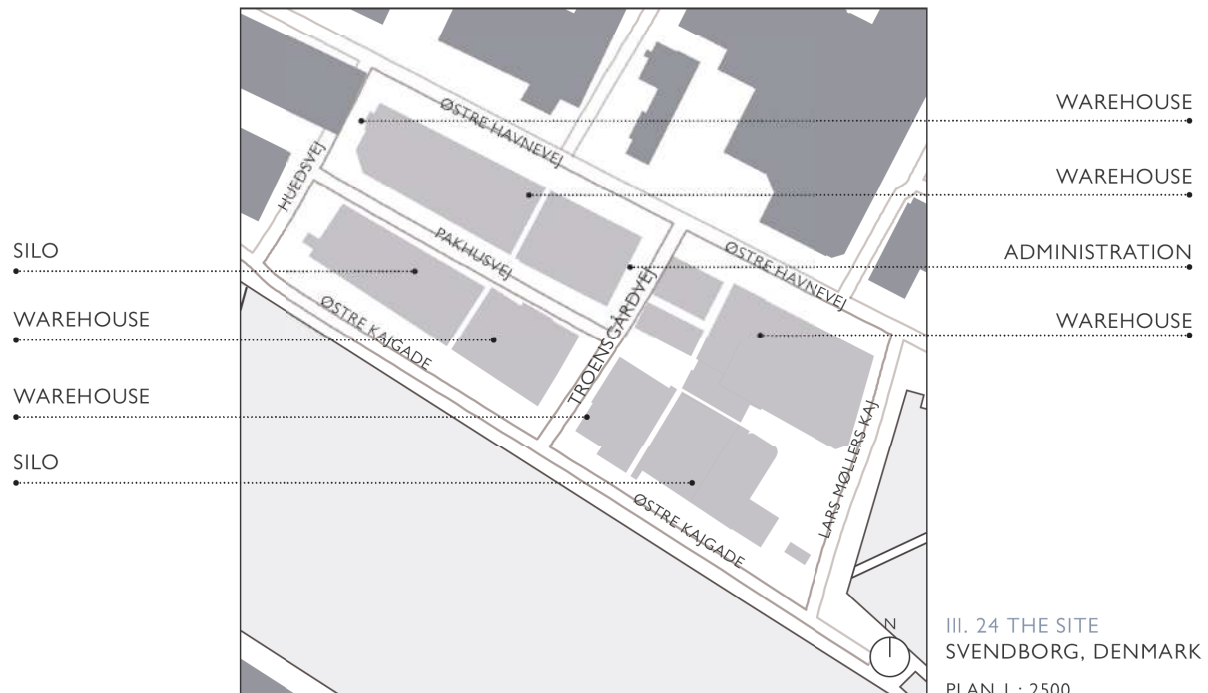 WAREHOUSE
WAREHOUSE
ADMINISTRATION
WAREHOUSE
SILO
WAREHOUSE
WAREHOUSE
SILO
ØSTRE HAVNEVEJ
HUEDSVEJ
PAKHUSVEJ
ØSTRE HAVNEVEJ
ØSTRE KAJGADE
TROENSGÅRDVEJ
LARS MØLLERS KAJ
ØSTRE KAJGADE
N
III. 24 THE SITE
SVENDBORG, DENMARK
PLAN 1 : 2500